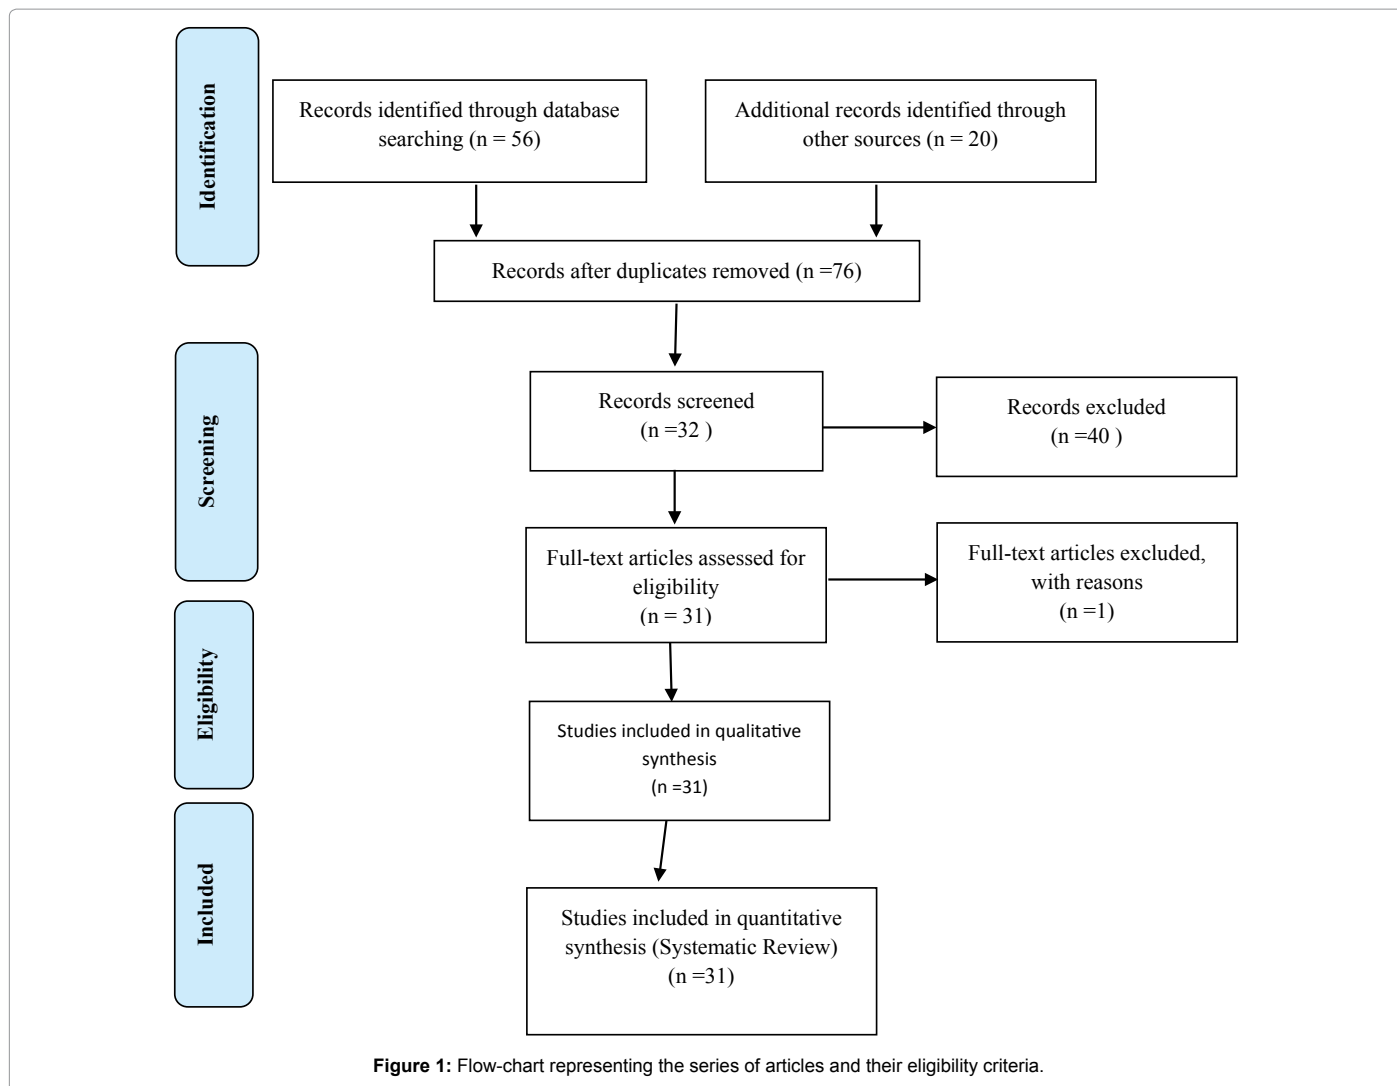 Identification
Records identified through database
searching (n = 56)
Additional records identified through
other sources (n = 20)
Records after duplicates removed (n =76)
Screening
Records screened
(n =32 )
Records excluded
(n =40 )
Full-text articles assessed for
eligibility
(n = 31)
Full-text articles excluded,
with reasons
(n =1)
Eligibility
Studies included in qualitative
synthesis
(n =31)
Included
Studies included in quantitative
synthesis (Systematic Review)
(n =31)
Figure 1: Flow-chart representing the series of articles and their eligibility criteria.